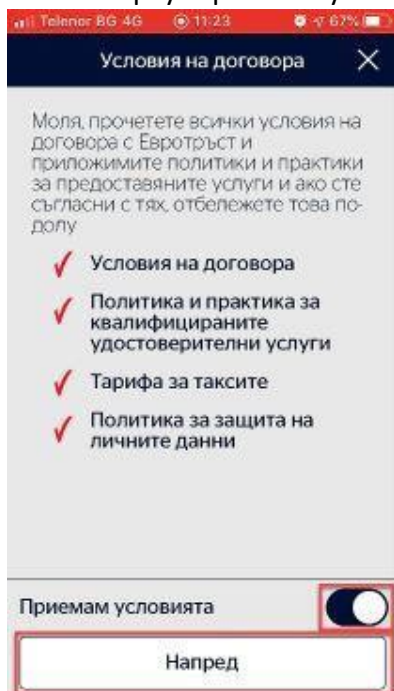 Telenor BG 4G 11:23 67%
Условия на договора
Моля, прочетете всички условия на
договора с Евротръст и
приложимите политики и практики
за предоставяните услуги и ако сте
съгласни с тях, отбележете това по-
долу
Условия на договора
Политика и практика за
квалифицираните
удостоверителни услуги
Тарифа за таксите
Политика за защита на
личните данни
Приемам условията
Напред